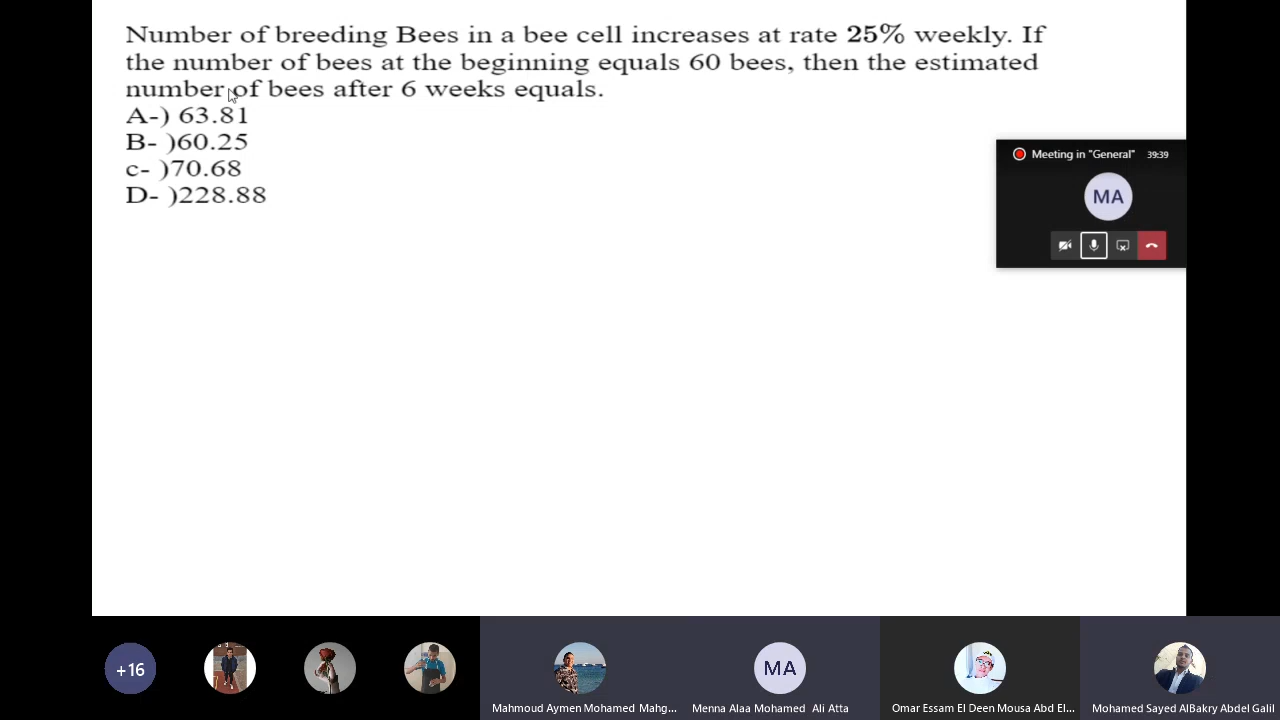 Number of breeding Bees in a bee cell increases at rate 25% weekly. If
the number of bees at the beginning equals 60 bees, then the estimated
number of bees after 6 weeks equals.
A-) 63.81
B- )60.25
c- )70.68
D- )228.88
Meeting in "General" 39:39
MA
+16
MA
Mahmoud Aymen Mohamed Mahg...
Menna Alaa Mohamed Ali Atta
Omar Essam El Deen Mousa Abd El...
Mohamed Sayed AlBakry Abdel Galil